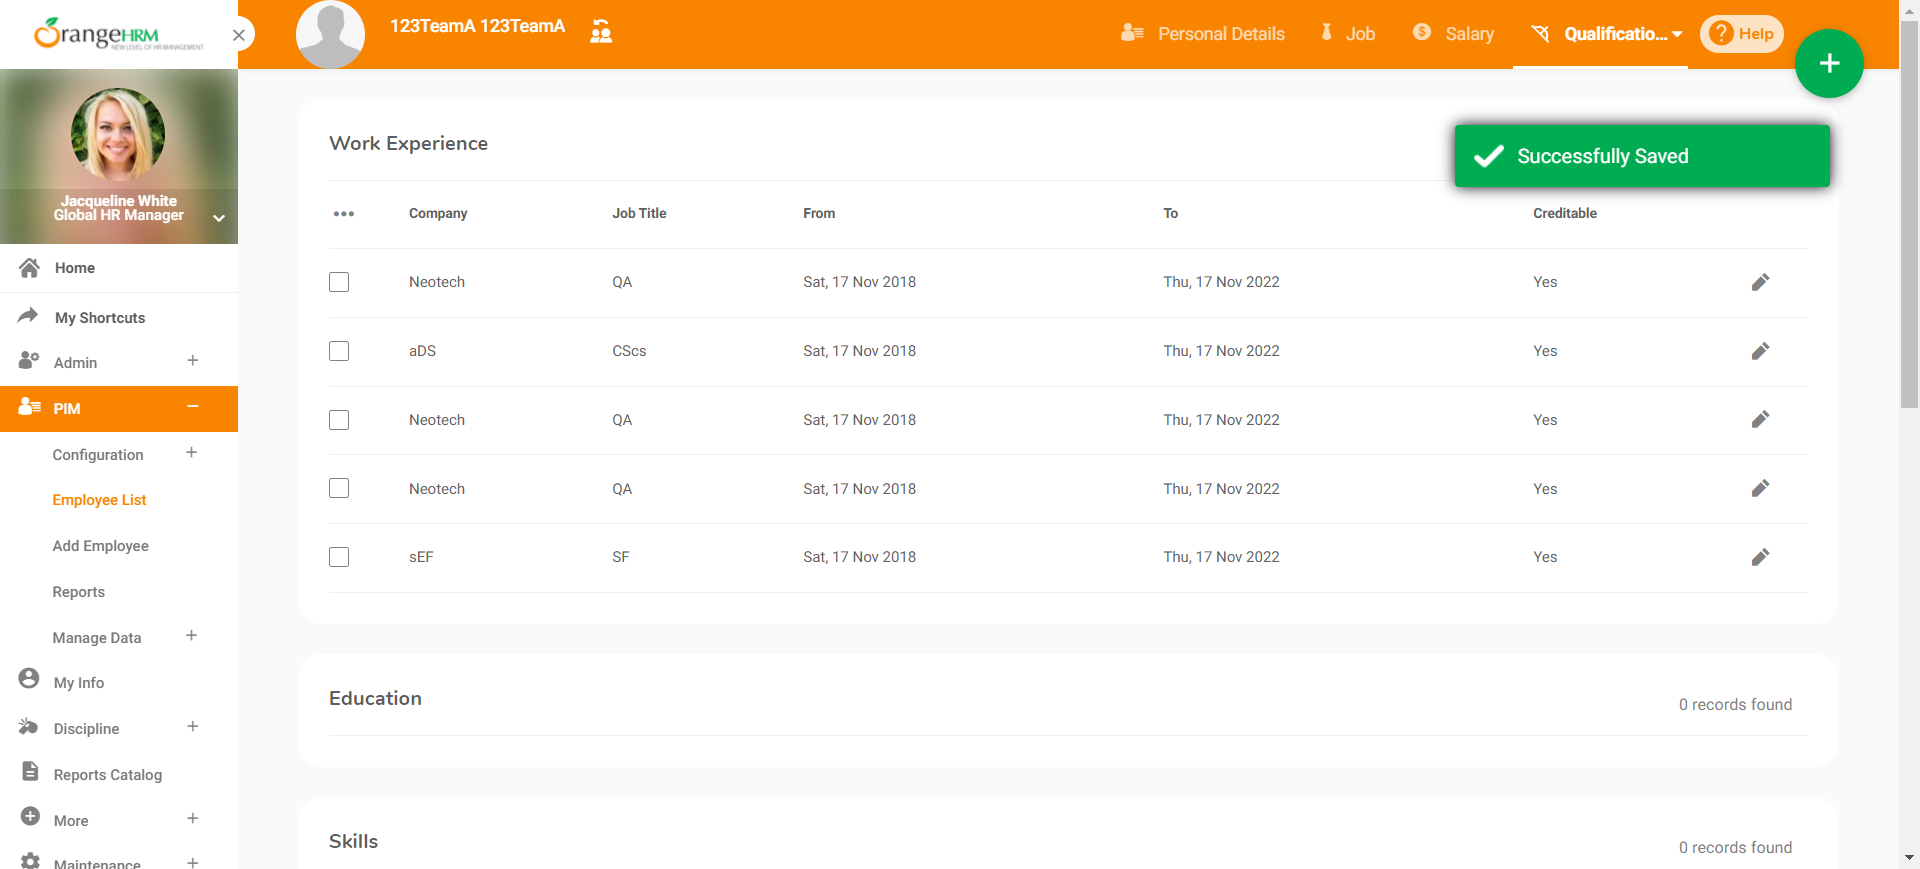 OrangeHRM
NEW LEVEL OF HR MANAGEMENT
123TeamA 123TeamA
Personal Details
Job
Salary
Qualificatio...
Help
Successfully Saved
Jacqueline White
Global HR Manager
Home
My Shortcuts
Admin
PIM
Configuration
Employee List
Add Employee
Reports
Manage Data
My Info
Discipline
Reports Catalog
More
Maintenance
Work Experience
Company Job Title From To Creditable
Neotech QA Sat, 17 Nov 2018 Thu, 17 Nov 2022 Yes
aDS CScs Sat, 17 Nov 2018 Thu, 17 Nov 2022 Yes
Neotech QA Sat, 17 Nov 2018 Thu, 17 Nov 2022 Yes
Neotech QA Sat, 17 Nov 2018 Thu, 17 Nov 2022 Yes
sEF SF Sat, 17 Nov 2018 Thu, 17 Nov 2022 Yes
Education
0 records found
Skills
0 records found